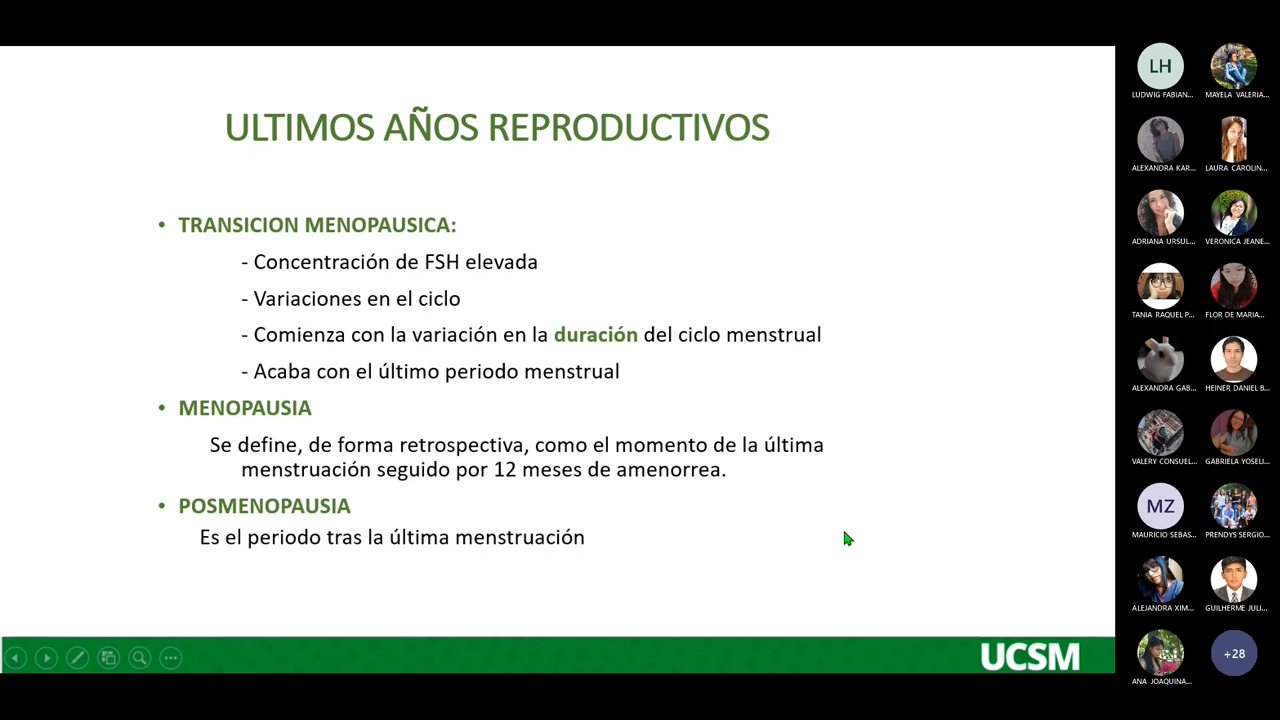 ULTIMOS AÑOS REPRODUCTIVOS
• TRANSICION MENOPAUSICA:
- Concentración de FSH elevada
- Variaciones en el ciclo
- Comienza con la variación en la duración del ciclo menstrual
- Acaba con el último periodo menstrual
• MENOPAUSIA
Se define, de forma retrospectiva, como el momento de la última
menstruación seguido por 12 meses de amenorrea.
• POSMENOPAUSIA
Es el periodo tras la última menstruación
UCSM
LH
LUDWIG FABIAN...
MAYELA VALERIA...
ALEXANDRA KAR...
LAURA CAROLIN...
ADRIANA URSUL...
VERONICA JEANE...
TANIA RAQUEL P...
FLOR DE MARIA...
ALEXANDRA GAB...
HEINER DANIEL B...
VALERY CONSUEL...
GABRIELA YOSELI...
MZ
MAURICIO SEBAS...
PRENDYS SERGIO...
ALEJANDRA XIM...
GUILHERME JULI...
ANA JOAQUINA...
+28